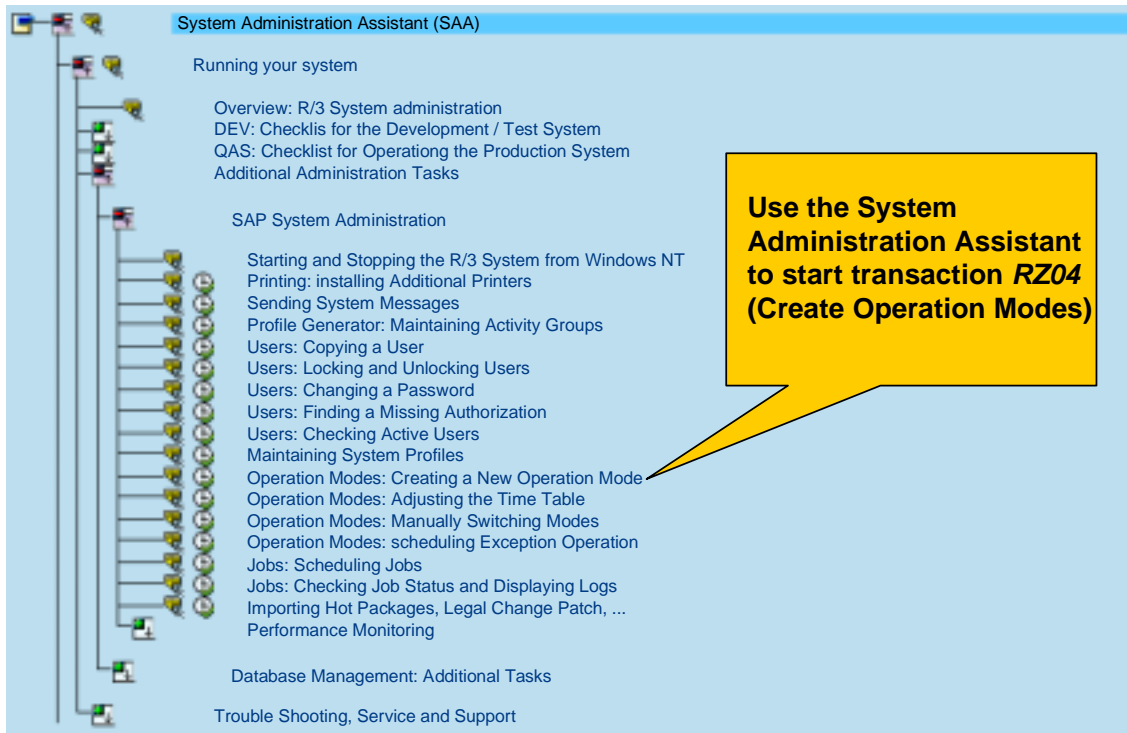 System Administration Assistant (SAA)
Running your system
Overview: R/3 System administration
DEV: Checklis for the Development / Test System
QAS: Checklist for Operationg the Production System
Additional Administration Tasks
SAP System Administration
Starting and Stopping the R/3 System from Windows NT
Printing: installing Additional Printers
Sending System Messages
Profile Generator: Maintaining Activity Groups
Users: Copying a User
Users: Locking and Unlocking Users
Users: Changing a Password
Users: Finding a Missing Authorization
Users: Checking Active Users
Maintaining System Profiles
Operation Modes: Creating a New Operation Mode
Operation Modes: Adjusting the Time Table
Operation Modes: Manually Switching Modes
Operation Modes: scheduling Exception Operation
Jobs: Scheduling Jobs
Jobs: Checking Job Status and Displaying Logs
Importing Hot Packages, Legal Change Patch, ...
Performance Monitoring
Database Management: Additional Tasks
Trouble Shooting, Service and Support
Use the System
Administration Assistant
to start transaction RZ04
(Create Operation Modes)